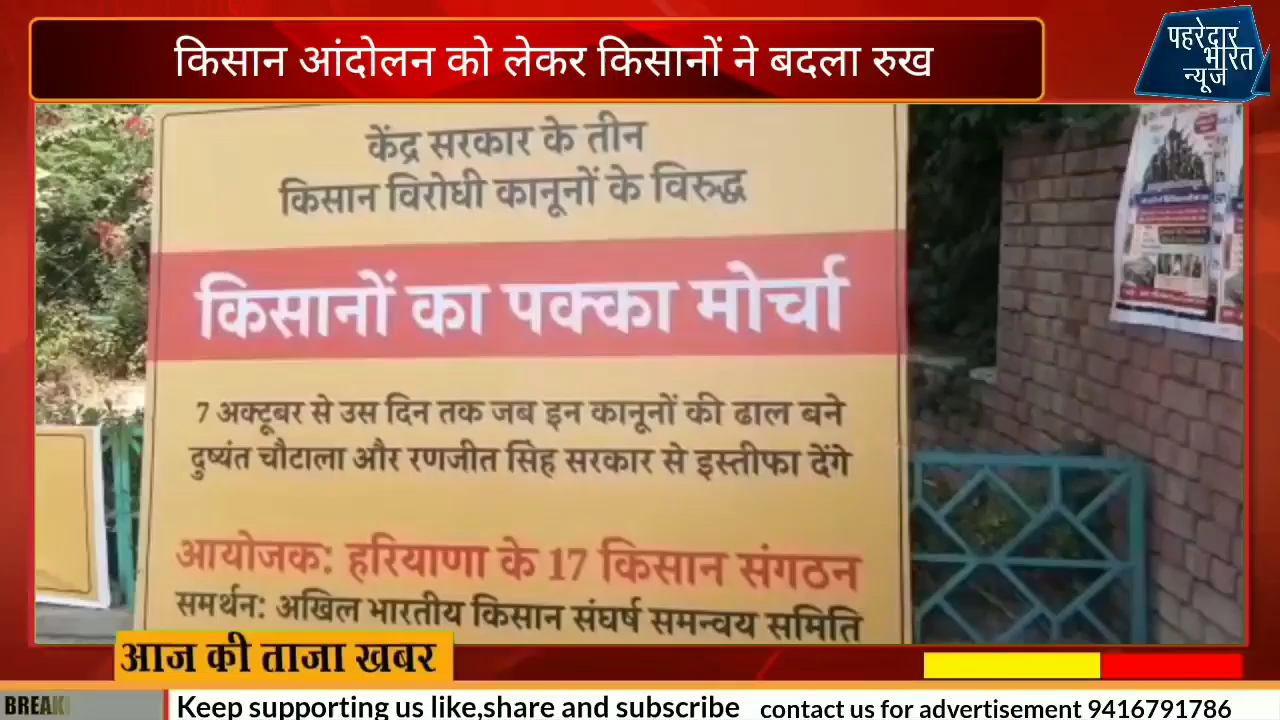 किसान आंदोलन को लेकर किसानों ने बदला रुख
पहरेदार
भारत
न्यूज
केंद्र सरकार के तीन
किसान विरोधी कानूनों के विरुद्ध
किसानों का पक्का मोर्चा
7 अक्टूबर से उस दिन तक जब इन कानूनों की ढाल बने
दुष्यंत चौटाला और रणजीत सिंह सरकार से इस्तीफा देंगे
आयोजक: हरियाणा के 17 किसान संगठन
समर्थन: अखिल भारतीय किसान संघर्ष समन्वय समिति
आज की ताजा खबर
BREAK
Keep supporting us like,share and subscribe contact us for advertisement 9416791786